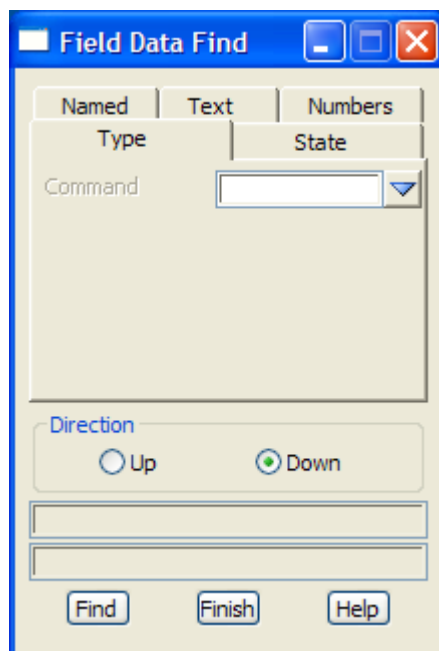 Field Data Find
Named Text Numbers
Type State
Command
Direction
Up Down
Find Finish Help